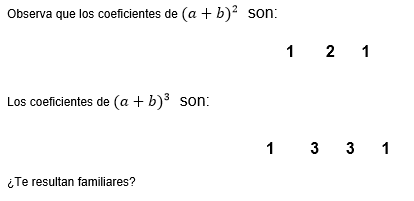 Observa que los coeficientes de (a + b)² son:
1 2 1
Los coeficientes de (a + b)³ son:
1 3 3 1
¿Te resultan familiares?